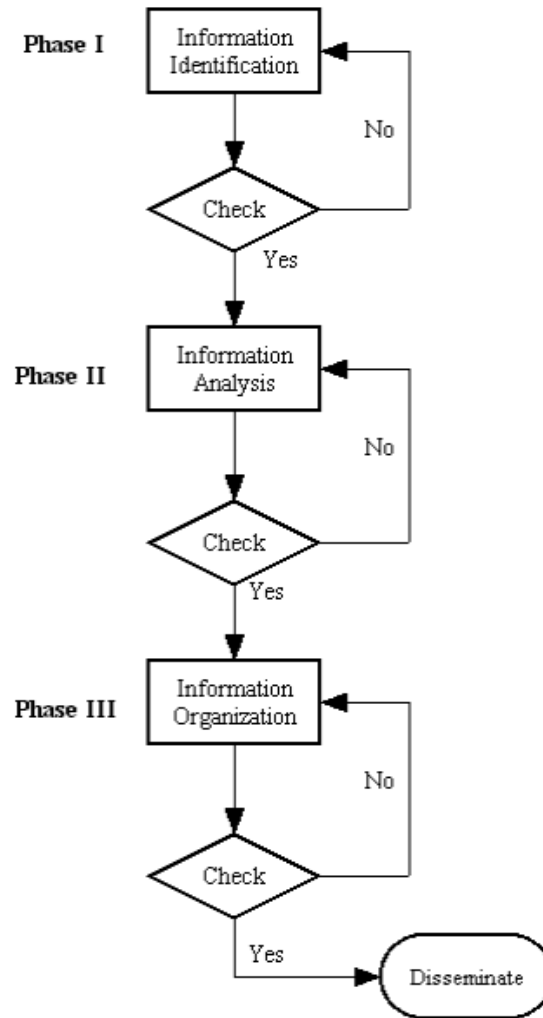 Phase I
Information
Identification
No
Check
Yes
Phase II
Information
Analysis
No
Check
Yes
Phase III
Information
Organization
No
Check
Yes
Disseminate